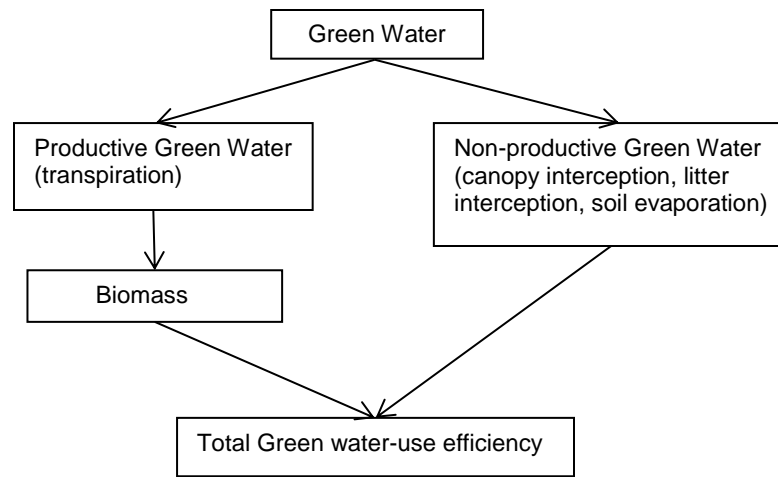 Green Water
Productive Green Water
(transpiration)
Non-productive Green Water
(canopy interception, litter
interception, soil evaporation)
Biomass
Total Green water-use efficiency